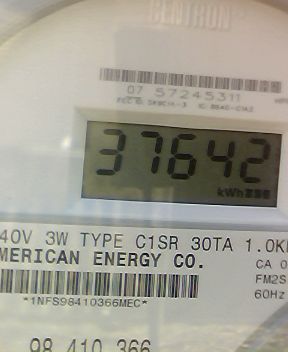 CENTRON
07 57245311
37642
kWh
40V 3W TYPE C1SR 30TA 1.0K
MERICAN ENERGY CO.
CA 0
FM2S
*1NFS98410366MEC*
60Hz
98 410 366